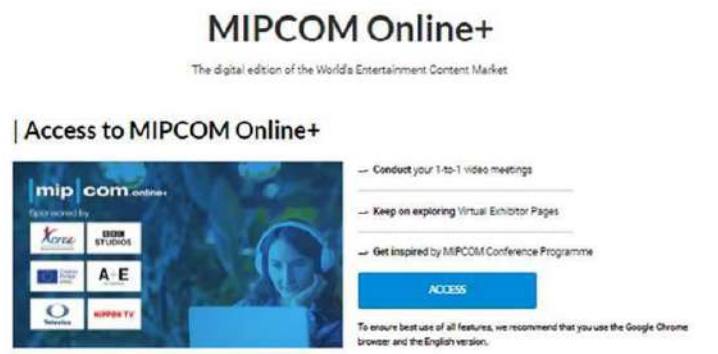 MIPCOM Online+
The digital edition of the World's Entertainment Content Market
| Access to MIPCOM Online+
mip com online+
Sponsored by
Korea
BBC
STUDIOS
A+E
Televisa
NIPPON TV
→ Conduct your 1-to-1 video meetings
→ Keep on exploring Virtual Exhibitor Pages
→ Get inspired by MIPCOM Conference Programme
ACCESS
To ensure best use of all features, we recommend that you use the Google Chrome
browser and the English version.